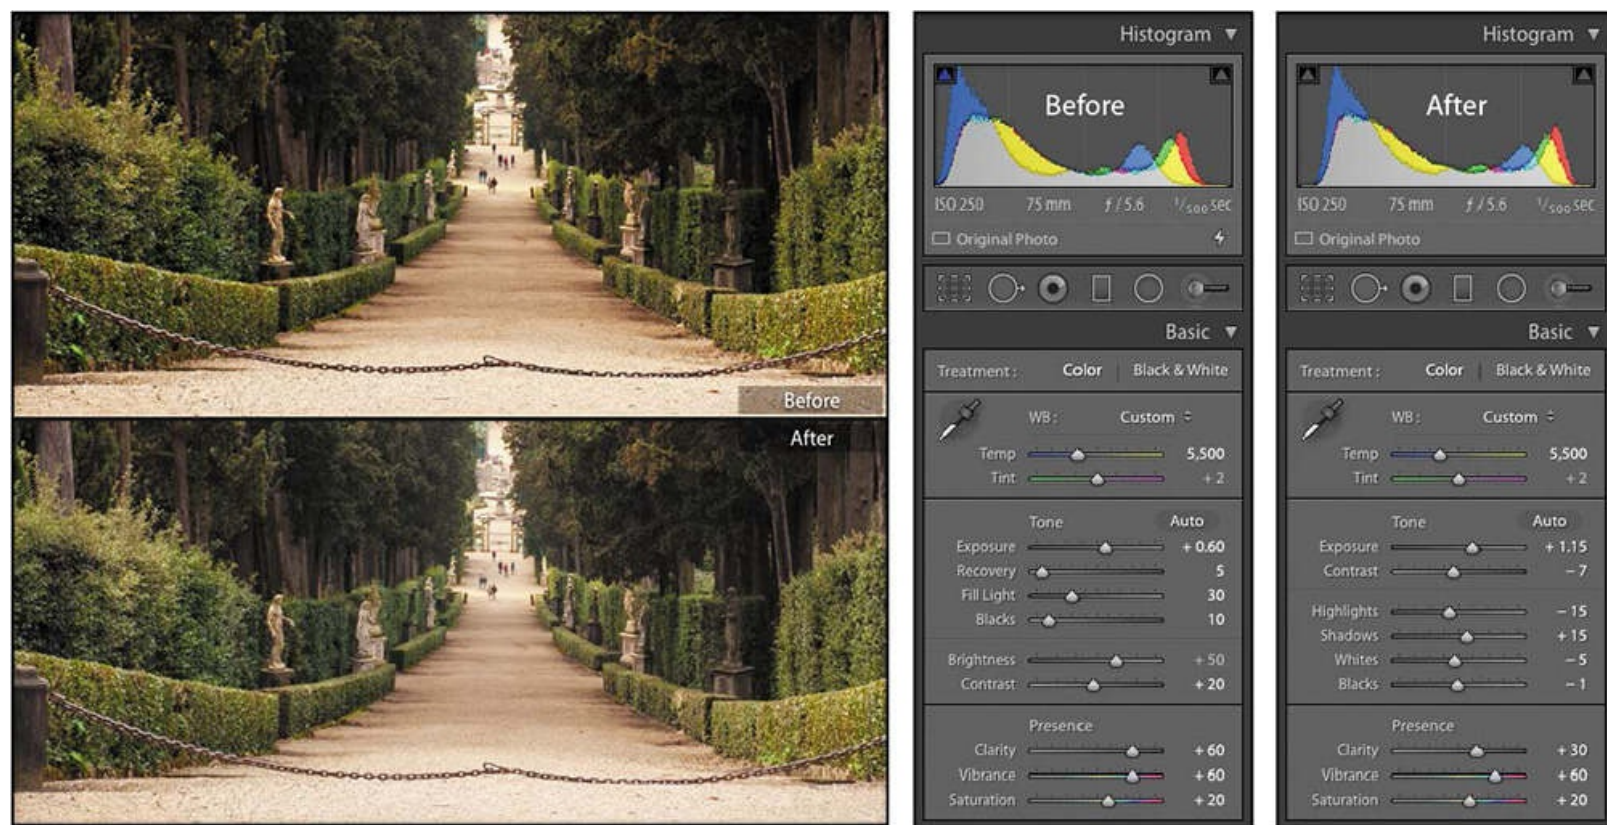 Before
After
Histogram
Before
ISO 250 75 mm ƒ / 5.6 1/500 sec
Original Photo
Basic
Treatment : Color Black & White
WB : Custom
Temp 5,500
Tint + 2
Tone Auto
Exposure + 0.60
Recovery 5
Fill Light 30
Blacks 10
Brightness + 50
Contrast + 20
Presence
Clarity + 60
Vibrance + 60
Saturation + 20
Histogram
After
ISO 250 75 mm ƒ / 5.6 1/500 sec
Original Photo
Basic
Treatment : Color Black & White
WB : Custom
Temp 5,500
Tint + 2
Tone Auto
Exposure + 1.15
Contrast – 7
Highlights – 15
Shadows + 15
Whites – 5
Blacks – 1
Presence
Clarity + 30
Vibrance + 60
Saturation + 20